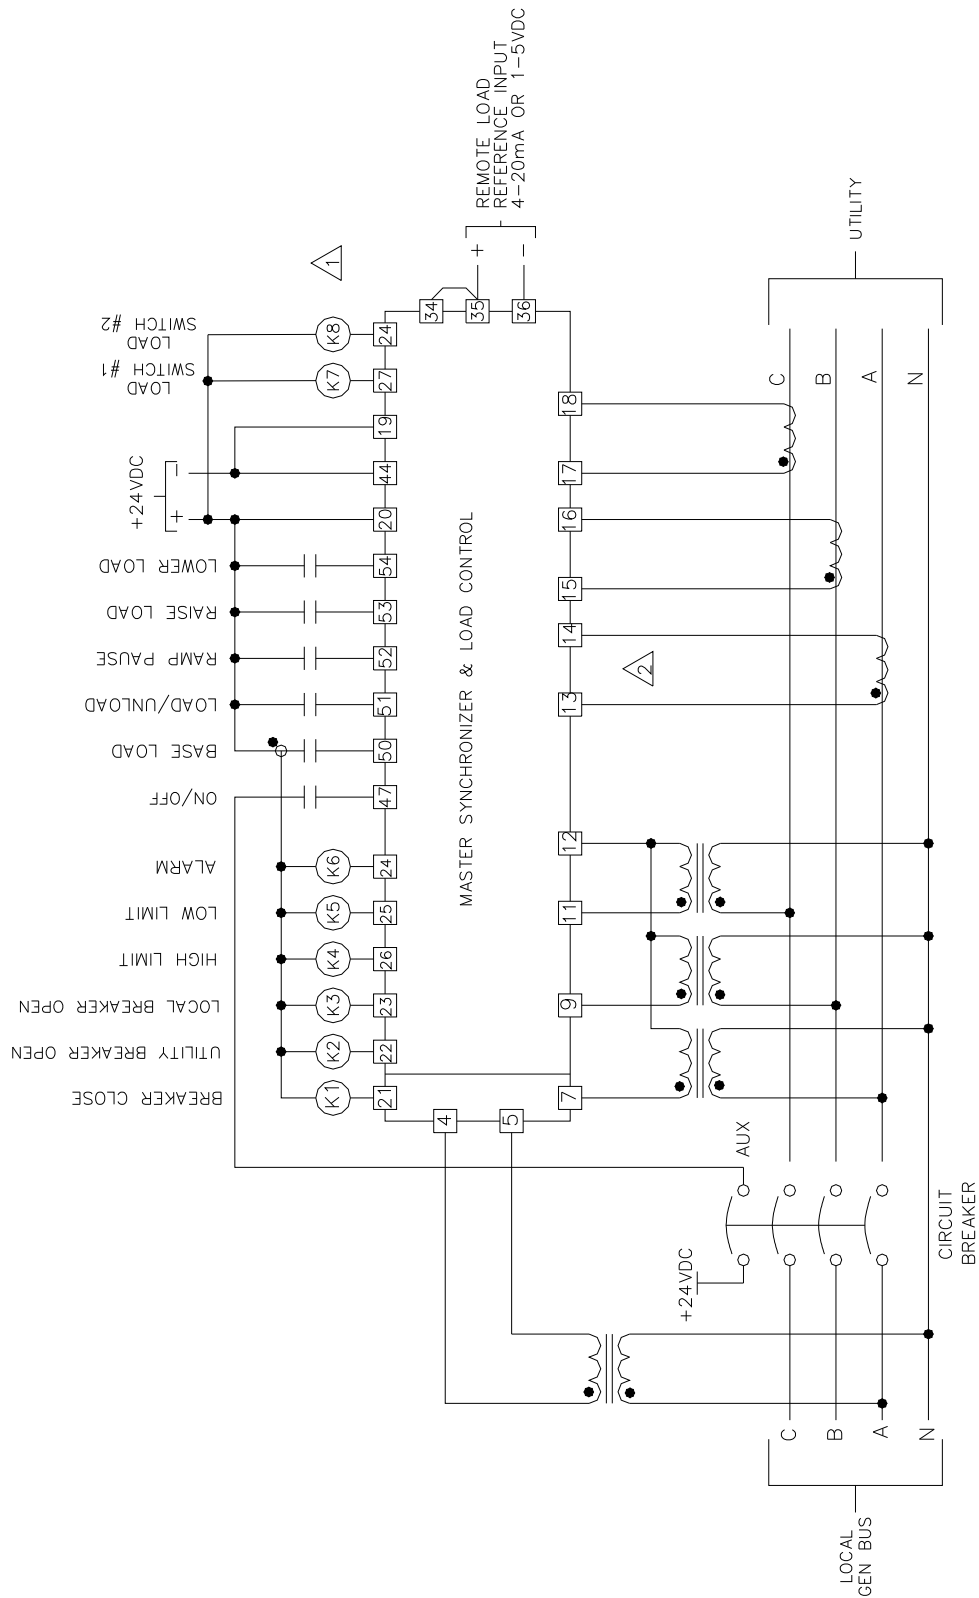 BREAKER CLOSE
UTILITY BREAKER OPEN
LOCAL BREAKER OPEN
HIGH LIMIT
LOW LIMIT
ALARM
ON/OFF
BASE LOAD
LOAD/UNLOAD
RAMP PAUSE
RAISE LOAD
LOWER LOAD
+24VDC
+
-
LOAD
SWITCH #1
LOAD
SWITCH #2
K1
K2
K3
K4
K5
K6
K7
K8
1
21
22
23
26
25
24
47
50
51
52
53
54
20
44
19
27
24
34
35
36
+
-
REMOTE LOAD
REFERENCE INPUT
4-20mA OR 1-5VDC
MASTER SYNCHRONIZER & LOAD CONTROL
4
5
7
9
11
12
13
14
15
16
17
18
2
+24VDC
AUX
C
B
A
N
LOCAL
GEN BUS
CIRCUIT
BREAKER
C
B
A
N
UTILITY